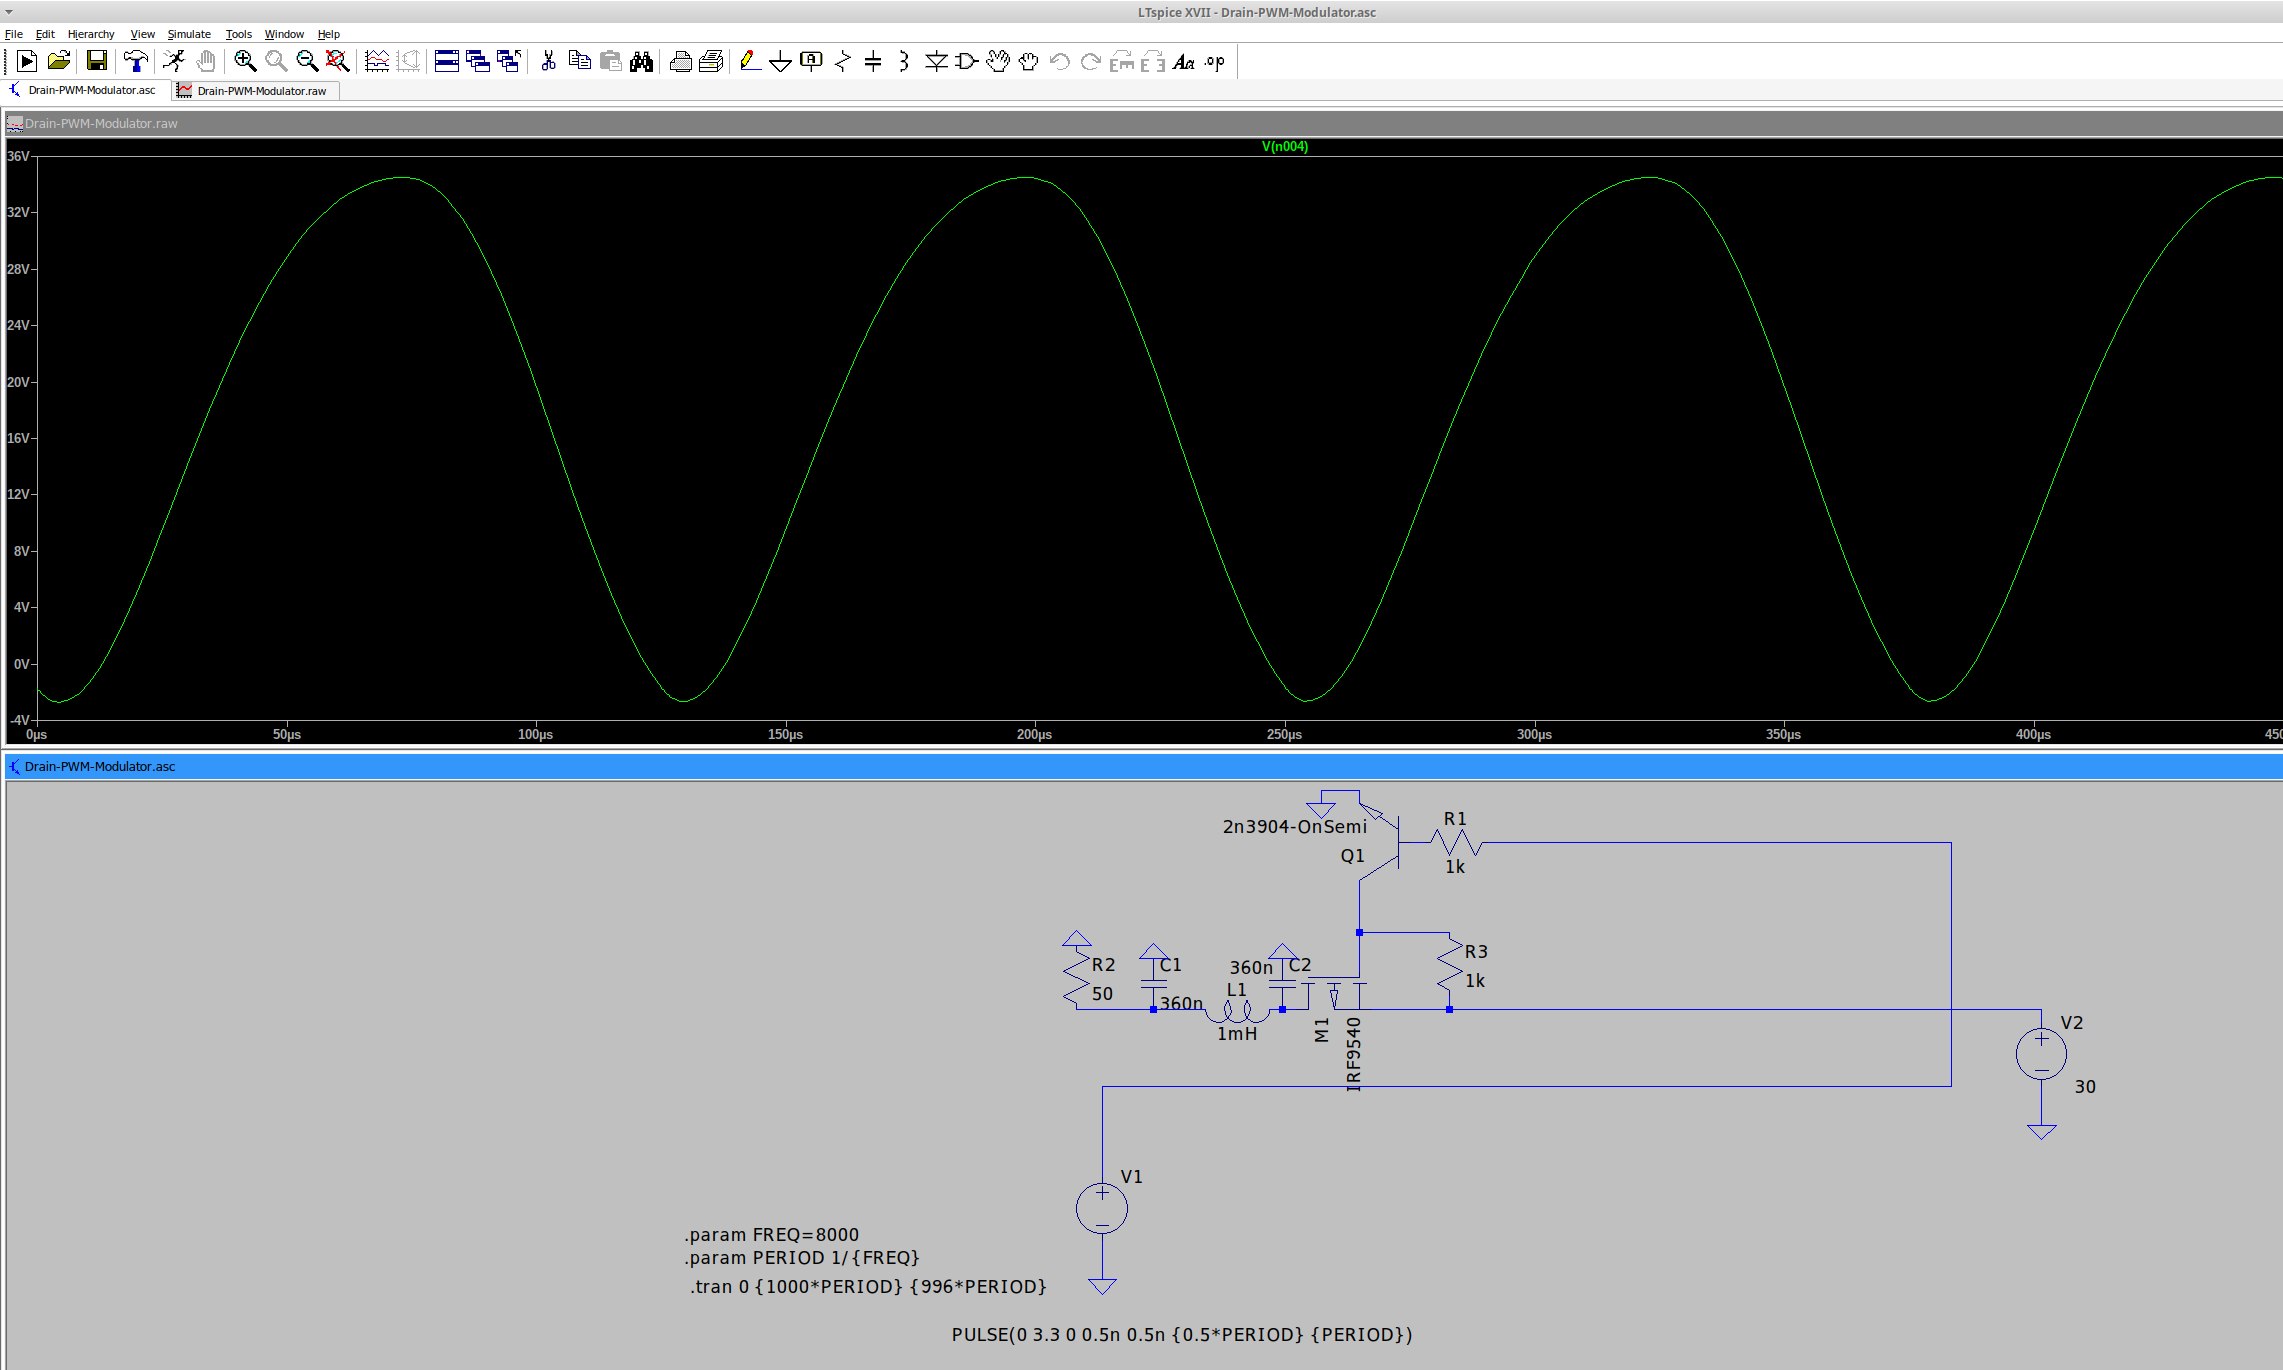 LTspice XVII - Drain-PWM-Modulator.asc
File Edit Hierarchy View Simulate Tools Window Help
A Aa .op
Drain-PWM-Modulator.asc Drain-PWM-Modulator.raw
Drain-PWM-Modulator.raw
V(n004)
36V
32V
28V
24V
20V
16V
12V
8V
4V
0V
-4V
0µs 50µs 100µs 150µs 200µs 250µs 300µs 350µs 400µs 450
Drain-PWM-Modulator.asc
2n3904-OnSemi
Q1
R1
1k
R2
50
C1
360n
L1
1mH
360n C2
M1
IRF9540
R3
1k
V2
30
V1
.param FREQ=8000
.param PERIOD 1/{FREQ}
.tran 0 {1000*PERIOD} {996*PERIOD}
PULSE(0 3.3 0 0.5n 0.5n {0.5*PERIOD} {PERIOD})